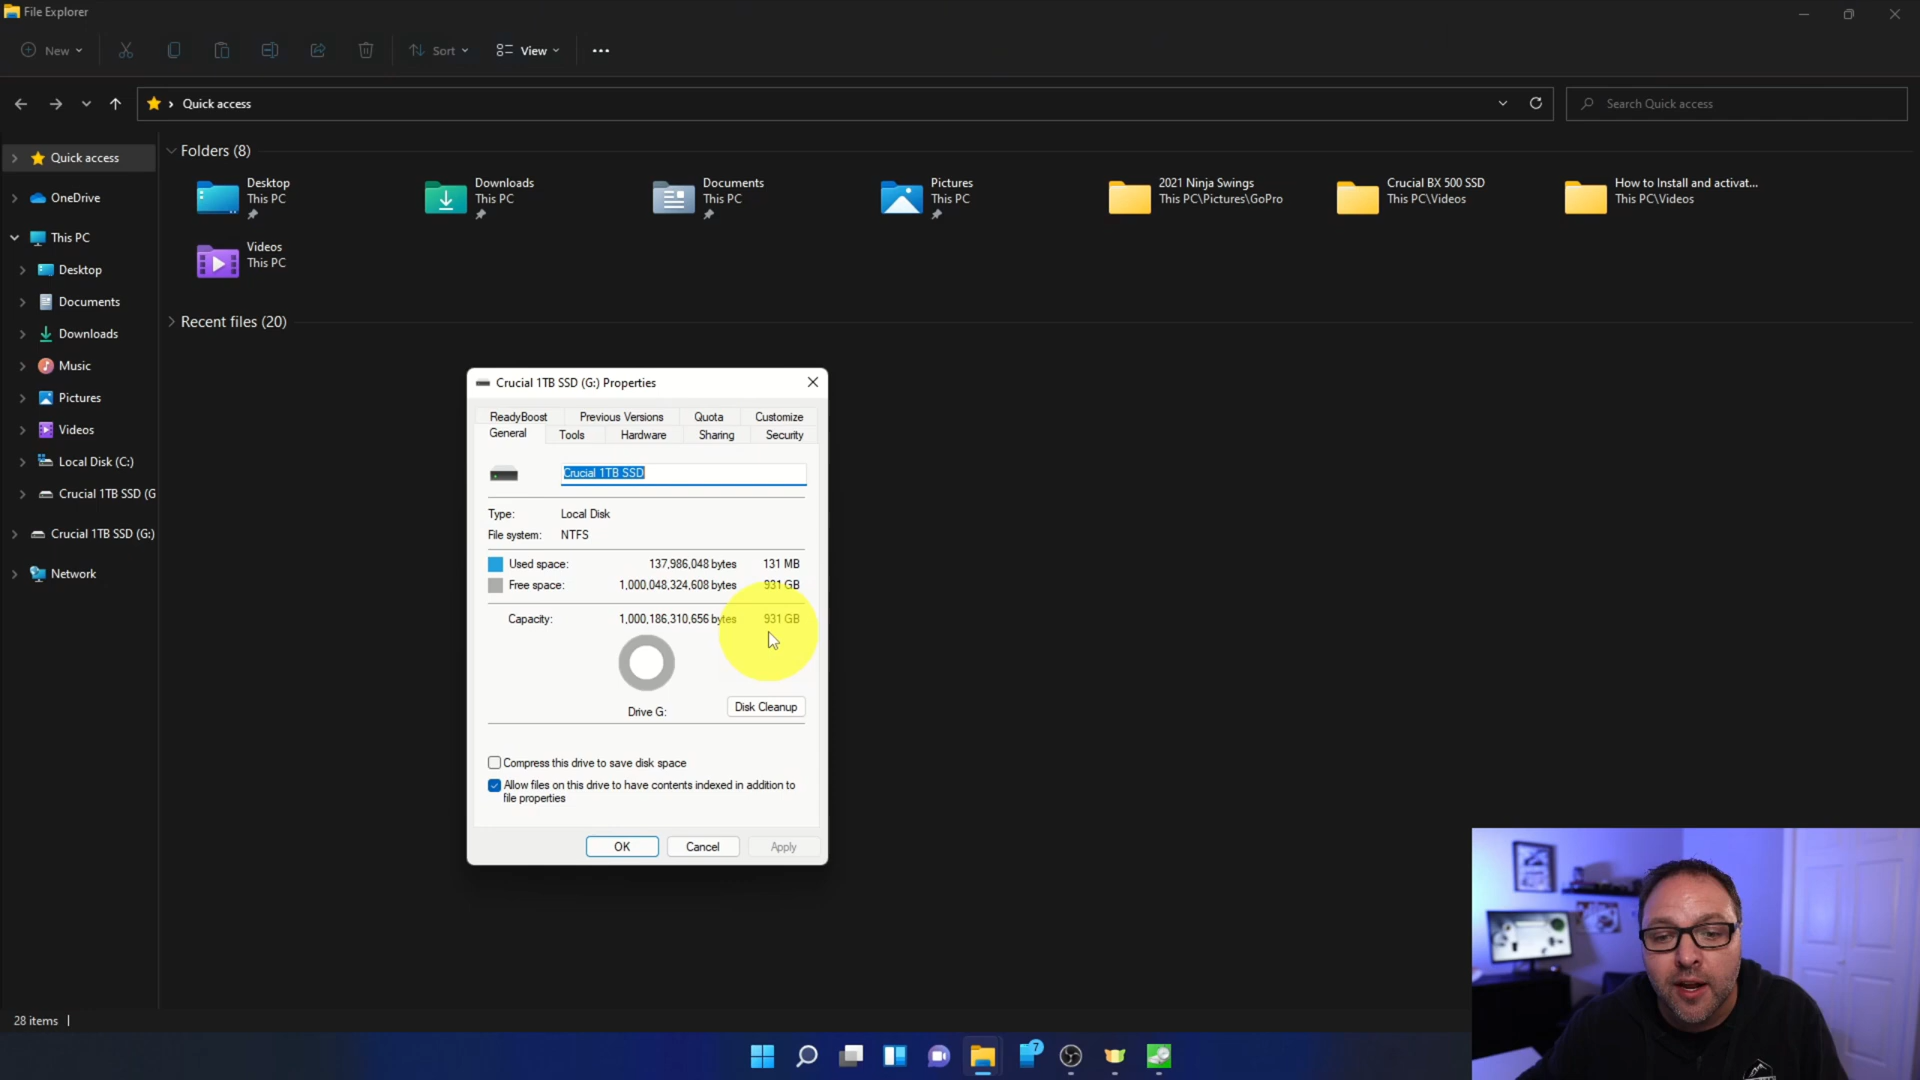 File Explorer
New
Sort
View
Quick access
Search Quick access
Quick access
OneDrive
This PC
Desktop
Documents
Downloads
Music
Pictures
Videos
Local Disk (C:)
Crucial 1TB SSD (G
Crucial 1TB SSD (G:)
Network
Folders (8)
Desktop
This PC
Downloads
This PC
Documents
This PC
Pictures
This PC
2021 Ninja Swings
This PC\Pictures\GoPro
Crucial BX 500 SSD
This PC\Videos
How to Install and activat...
This PC\Videos
Videos
This PC
Recent files (20)
Crucial 1TB SSD (G:) Properties
ReadyBoost Previous Versions Quota Customize
General Tools Hardware Sharing Security
Crucial 1TB SSD
Type: Local Disk
File system: NTFS
Used space: 137,986,048 bytes 131 MB
Free space: 1,000,048,324,608 bytes 931 GB
Capacity: 1,000,186,310,656 bytes 931 GB
Drive G:
Disk Cleanup
Compress this drive to save disk space
Allow files on this drive to have contents indexed in addition to
file properties
OK Cancel Apply
28 items
7